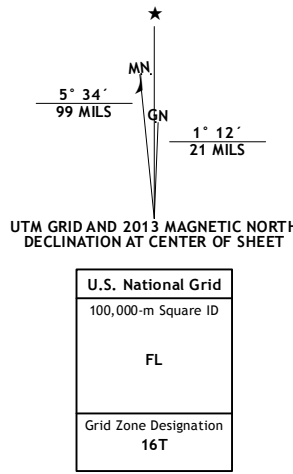 ★
MN.
5° 34´
99 MILS
GN
1° 12´
21 MILS
UTM GRID AND 2013 MAGNETIC NORTH
DECLINATION AT CENTER OF SHEET
U.S. National Grid
100,000-m Square ID
FL
Grid Zone Designation
16T